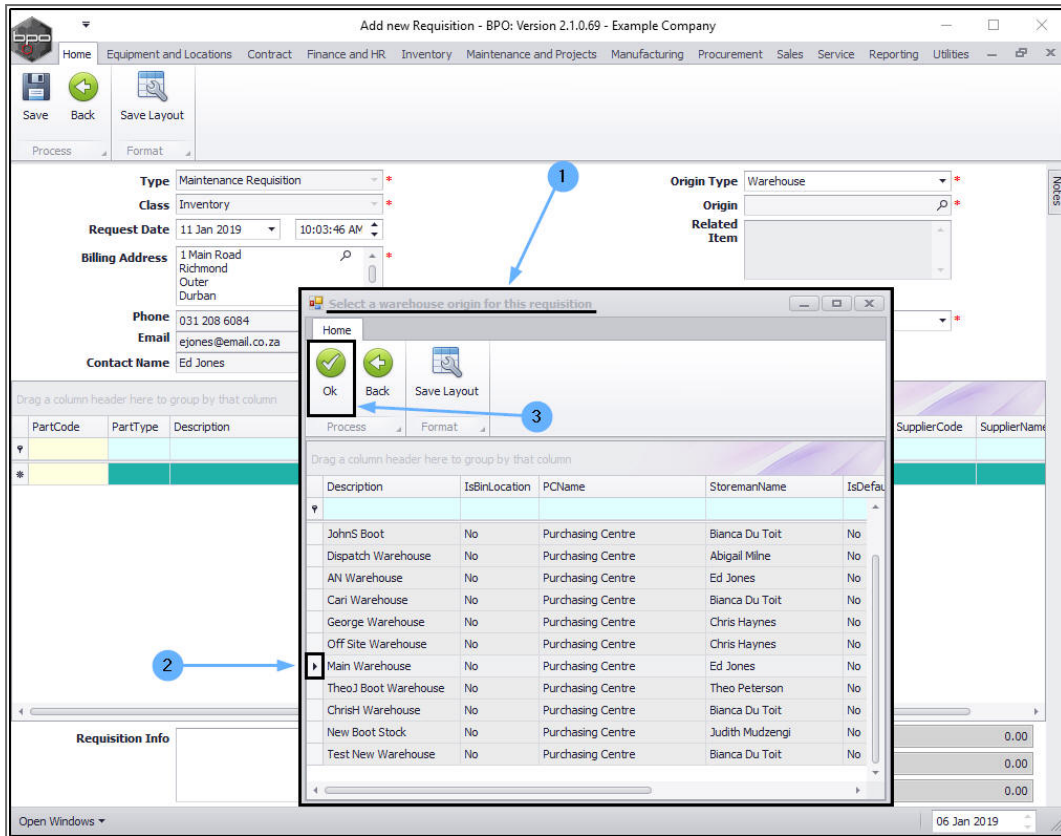 Add new Requisition - BPO: Version 2.1.0.69 - Example Company
bpo
Home Equipment and Locations Contract Finance and HR Inventory Maintenance and Projects Manufacturing Procurement Sales Service Reporting Utilities
Save Back Save Layout
Process Format
Type Maintenance Requisition * Origin Type Warehouse *
Class Inventory * Origin *
Request Date 11 Jan 2019 10:03:46 AM Related
Item
Billing Address 1 Main Road *
Richmond
Outer
Durban
Phone 031 208 6084 *
Email ejones@email.co.za
Contact Name Ed Jones
Notes
1
Select a warehouse origin for this requisition
Home
Ok Back Save Layout
3
Process Format
Drag a column header here to group by that column
PartCode PartType Description SupplierCode SupplierName
Drag a column header here to group by that column
Description IsBinLocation PCName StoremanName IsDefau
JohnS Boot No Purchasing Centre Bianca Du Toit No
Dispatch Warehouse No Purchasing Centre Abigail Milne No
AN Warehouse No Purchasing Centre Ed Jones No
Cari Warehouse No Purchasing Centre Bianca Du Toit No
George Warehouse No Purchasing Centre Chris Haynes No
Off Site Warehouse No Purchasing Centre Chris Haynes No
2
Main Warehouse No Purchasing Centre Ed Jones No
TheoJ Boot Warehouse No Purchasing Centre Theo Peterson No
ChrisH Warehouse No Purchasing Centre Bianca Du Toit No
New Boot Stock No Purchasing Centre Judith Mudzengi No
Test New Warehouse No Purchasing Centre Bianca Du Toit No
Requisition Info 0.00
0.00
0.00
Open Windows 06 Jan 2019